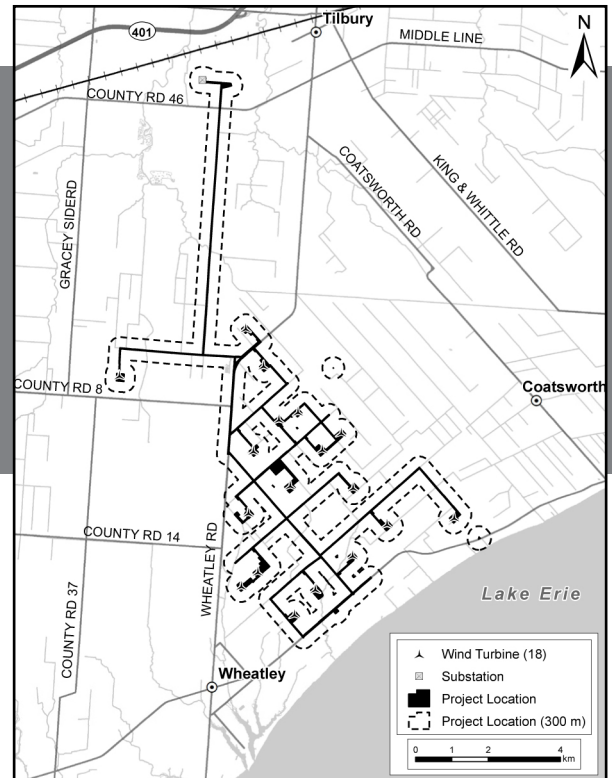 Tilbury
N
401
MIDDLE LINE
COUNTY RD 46
COATSWORTH RD
KING & WHITTLE RD
GRACEY SIDERD
COUNTY RD 8
Coatsworth
COUNTY RD 14
WHEATLEY RD
COUNTY RD 37
Lake Erie
Wheatley
Wind Turbine (18)
Substation
Project Location
Project Location (300 m)
0 1 2 4
km